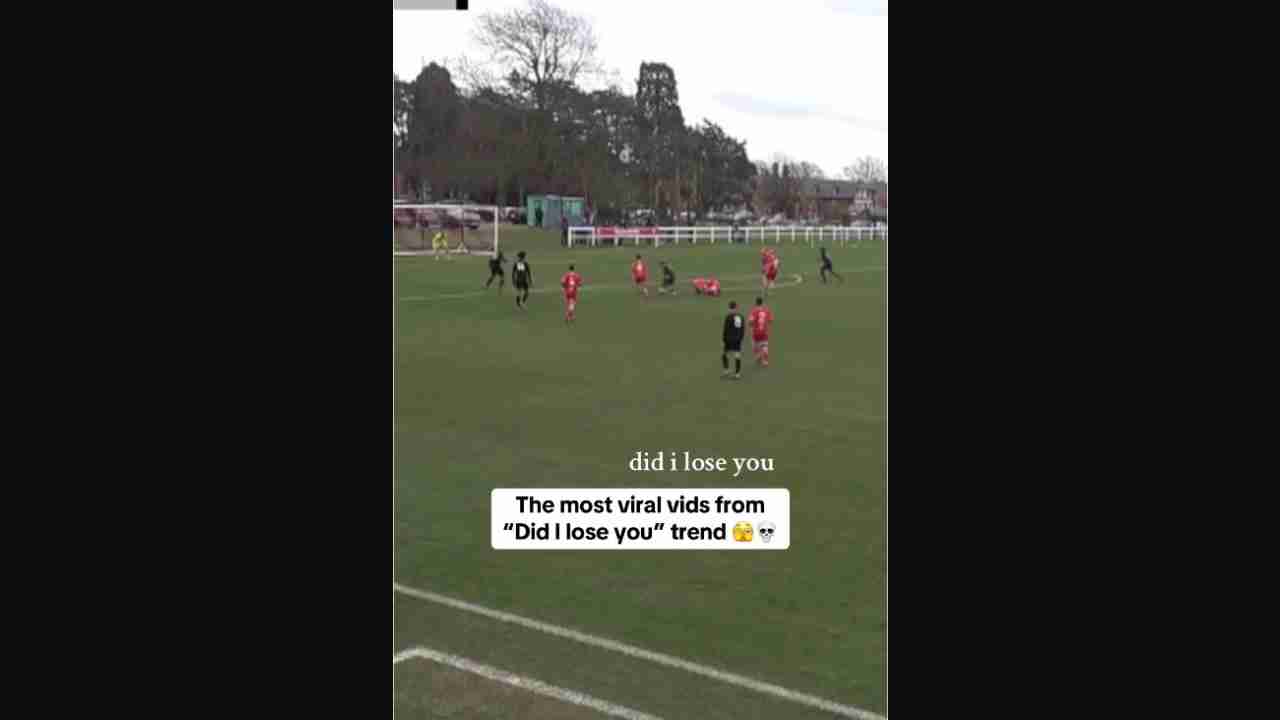 did i lose you
The most viral vids from
“Did I lose you” trend 🫣💀